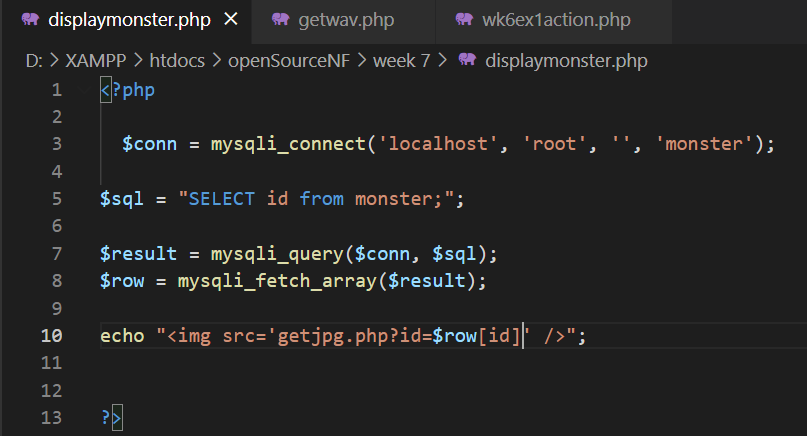 displaymonster.php × getwav.php wk6ex1action.php
D: > XAMPP > htdocs > openSourceNF > week 7 > displaymonster.php
1 <?php
2
3 $conn = mysqli_connect('localhost', 'root', '', 'monster');
4
5 $sql = "SELECT id from monster;";
6
7 $result = mysqli_query($conn, $sql);
8 $row = mysqli_fetch_array($result);
9
10 echo "<img src='getjpg.php?id=$row[id]' />";
11
12
13 ?>